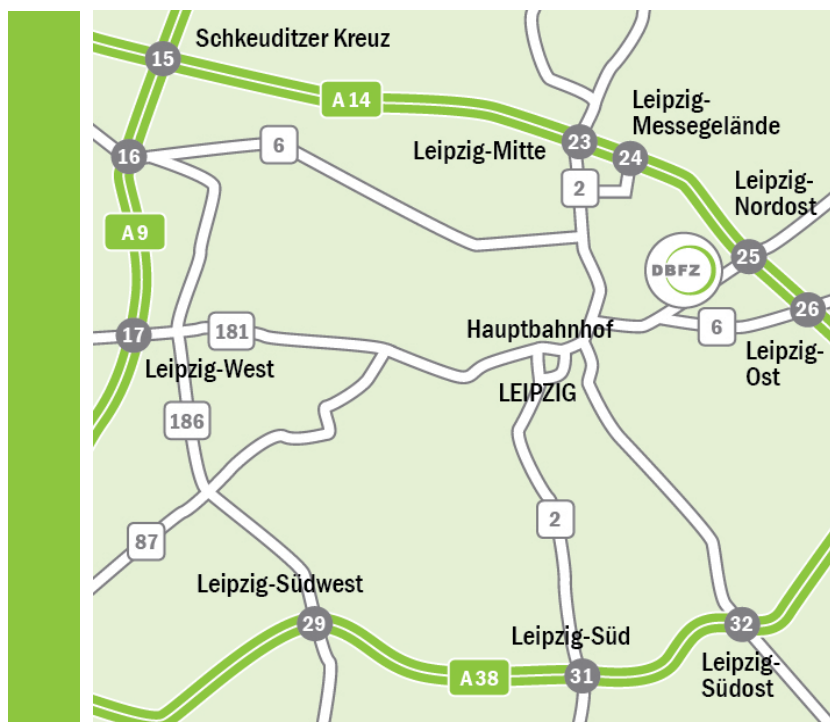 Schkeuditzer Kreuz
15
A 14
Leipzig-
Messegelände
23
Leipzig-Mitte
24
16
6
2
Leipzig-
Nordost
A 9
25
DBFZ
26
17
181
Hauptbahnhof
6
Leipzig-West
Leipzig-
Ost
LEIPZIG
186
2
87
Leipzig-Südwest
29
Leipzig-Süd
32
A 38
31
Leipzig-
Südost